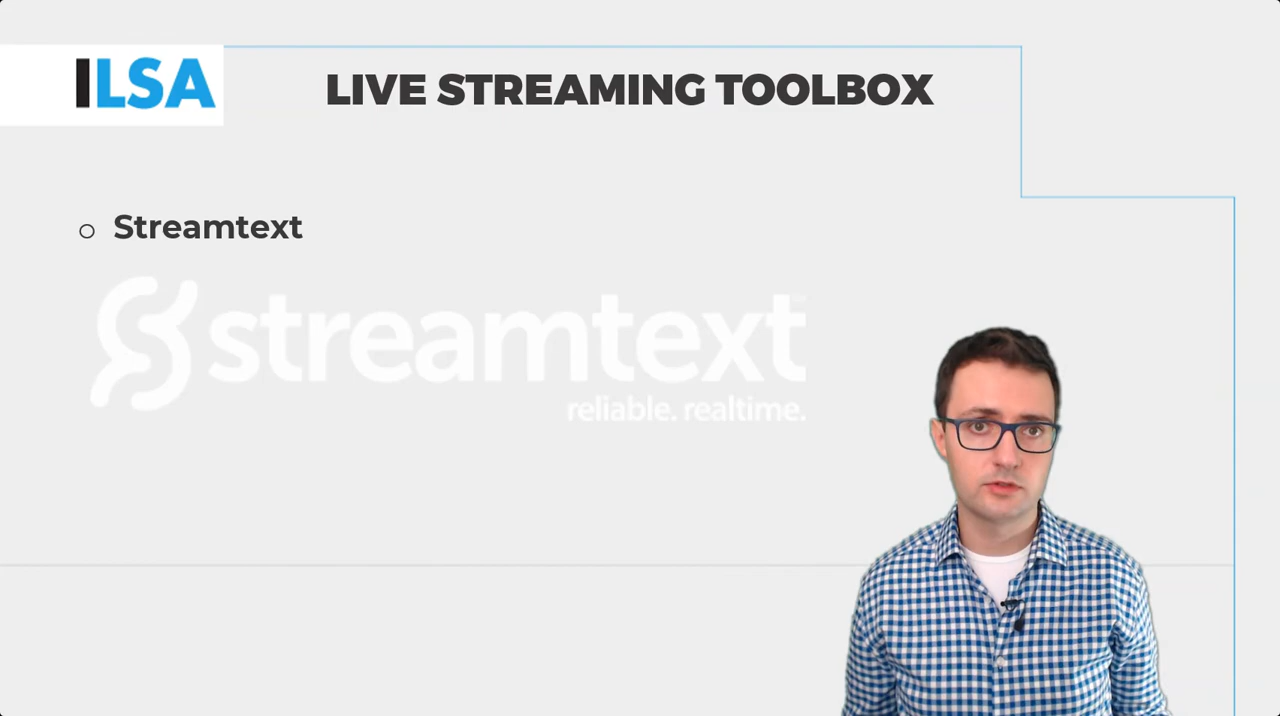 ILSA
LIVE STREAMING TOOLBOX
Streamtext
streamtext
reliable. realtime.